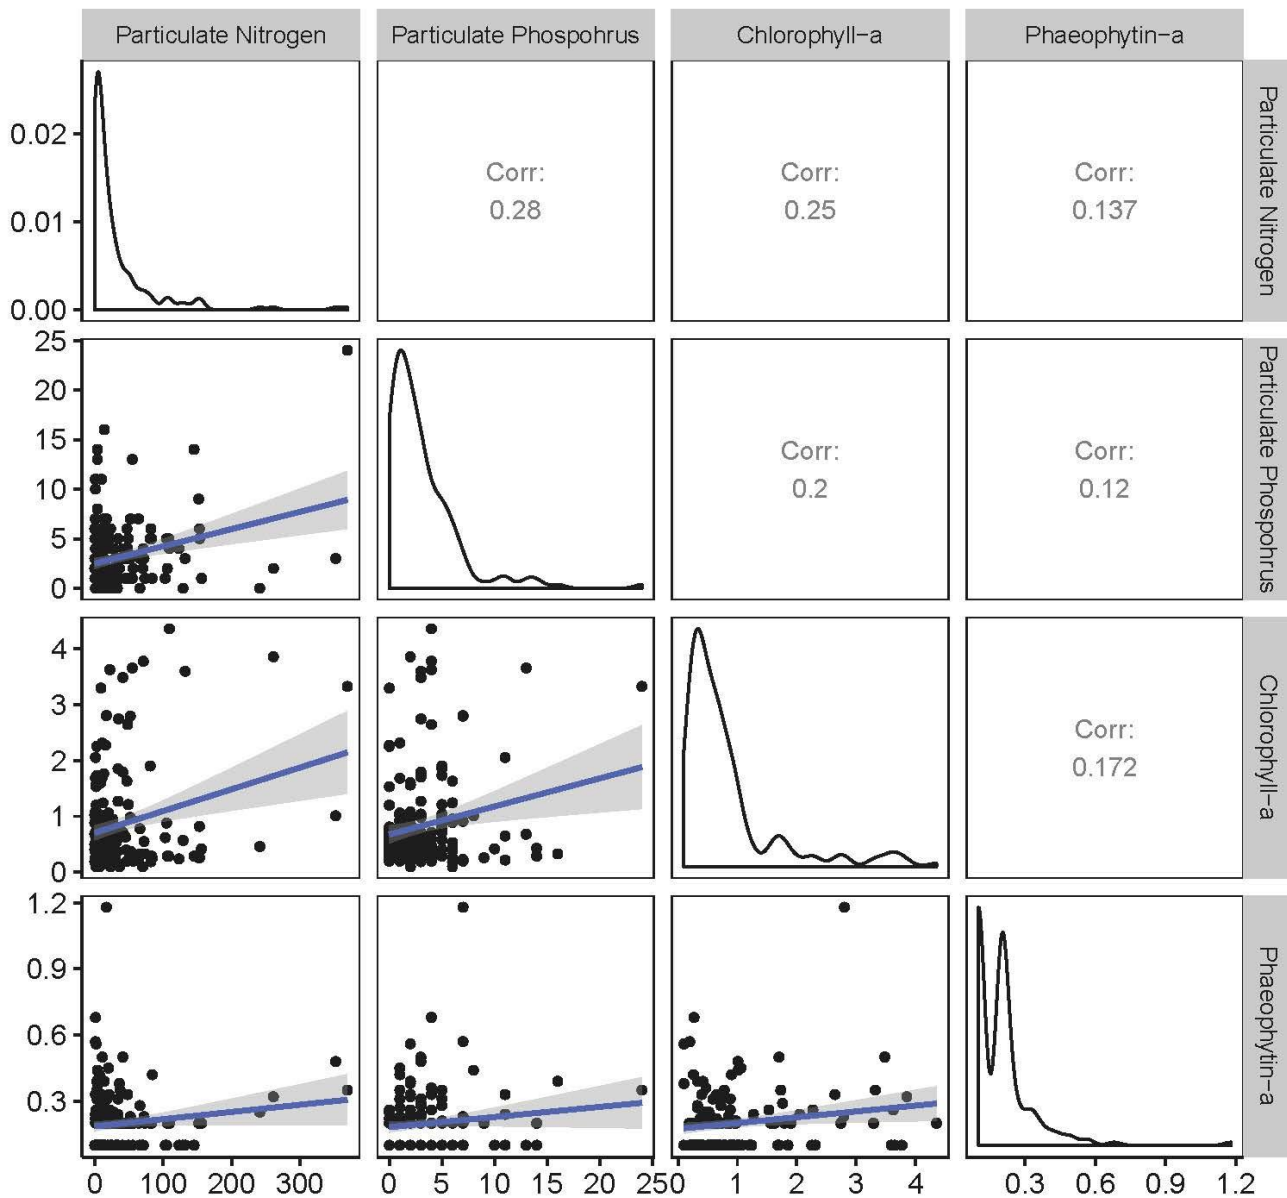 Particulate Nitrogen Particulate Phospohrus Chlorophyll−a Phaeophytin−a
0.02
0.01
0.00
Corr:
0.28
Corr:
0.25
Corr:
0.137
Particulate Nitrogen
25
20
15
10
5
0
Corr:
0.2
Corr:
0.12
Particulate Phospohrus
4
3
2
1
0
Corr:
0.172
Chlorophyll−a
1.2
0.9
0.6
0.3
Phaeophytin−a
0 100 200 300 0 5 10 15 20 25 0 1 2 3 4 0.3 0.6 0.9 1.2